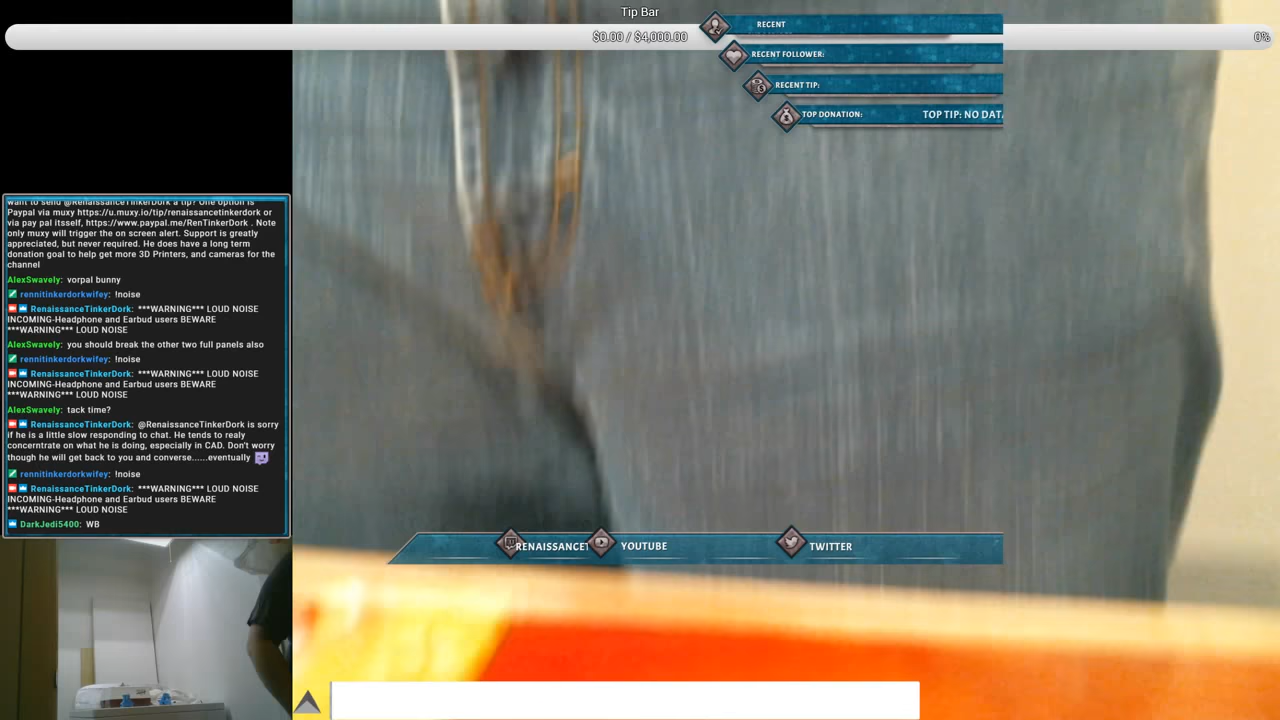 Tip Bar
$0.00 / $4,000.00
0%
RECENT
RECENT FOLLOWER:
RECENT TIP:
TOP DONATION:
TOP TIP: NO DATA
want to send @RenaissanceTinkerDork a tip? One option is
Paypal via muxy https://u.muxy.io/tip/renaissancetinkerdork or
via pay pal itsself, https://www.paypal.me/RenTinkerDork . Note
only muxy will trigger the on screen alert. Support is greatly
appreciated, but never required. He does have a long term
donation goal to help get more 3D Printers, and cameras for the
channel
AlexSwavely: vorpal bunny
rennitinkerdorkwifey: !noise
RenaissanceTinkerDork: ***WARNING*** LOUD NOISE
INCOMING-Headphone and Earbud users BEWARE
***WARNING*** LOUD NOISE
AlexSwavely: you should break the other two full panels also
rennitinkerdorkwifey: !noise
RenaissanceTinkerDork: ***WARNING*** LOUD NOISE
INCOMING-Headphone and Earbud users BEWARE
***WARNING*** LOUD NOISE
AlexSwavely: tack time?
RenaissanceTinkerDork: @RenaissanceTinkerDork is sorry
if he is a little slow responding to chat. He tends to realy
concerntrate on what he is doing, especially in CAD. Don't worry
though he will get back to you and converse......eventually
rennitinkerdorkwifey: !noise
RenaissanceTinkerDork: ***WARNING*** LOUD NOISE
INCOMING-Headphone and Earbud users BEWARE
***WARNING*** LOUD NOISE
DarkJedi5400: WB
RENAISSANCET
YOUTUBE
TWITTER